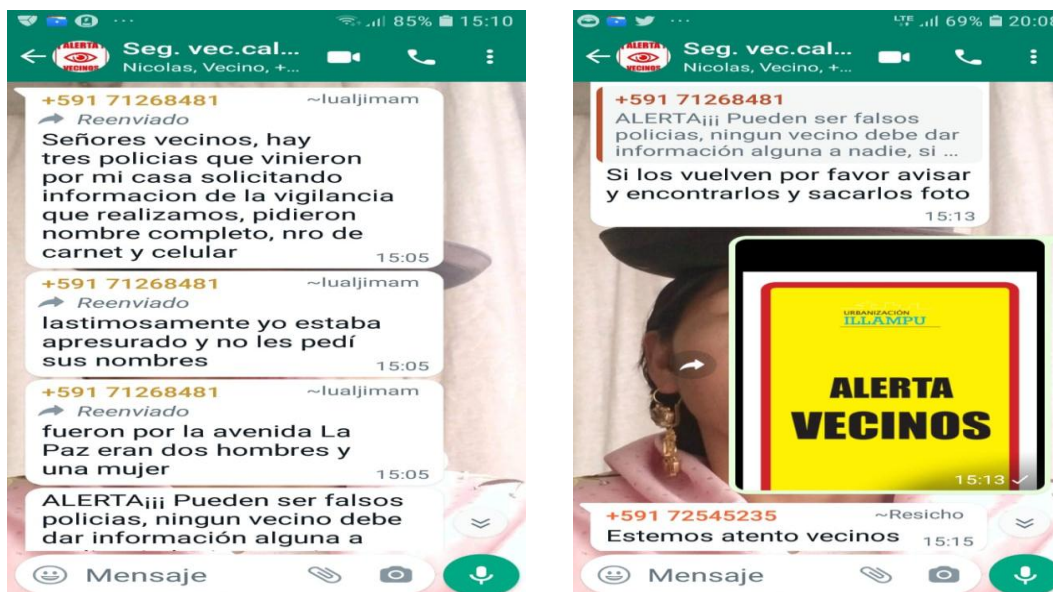 85% 15:10
Seg. vec.cal...
Nicolas, Vecino, +...
ALERTA
VECINOS
+591 71268481 ~lualjimam
Reenviado
Señores vecinos, hay
tres policias que vinieron
por mi casa solicitando
informacion de la vigilancia
que realizamos, pidieron
nombre completo, nro de
carnet y celular
15:05
+591 71268481 ~lualjimam
Reenviado
lastimosamente yo estaba
apresurado y no les pedí
sus nombres
15:05
+591 71268481 ~lualjimam
Reenviado
fueron por la avenida La
Paz eran dos hombres y
una mujer
15:05
ALERTA¡¡¡ Pueden ser falsos
policias, ningun vecino debe
dar información alguna a
Mensaje
LTE 69% 20:08
Seg. vec.cal...
Nicolas, Vecino, +...
ALERTA
VECINOS
+591 71268481
ALERTA¡¡¡ Pueden ser falsos
policias, ningun vecino debe dar
información alguna a nadie, si ...
Si los vuelven por favor avisar
y encontrarlos y sacarlos foto
15:13
URBANIZACIÓN
ILLAMPU
ALERTA
VECINOS
15:13
+591 72545235 ~Resicho
Estemos atento vecinos 15:15
Mensaje